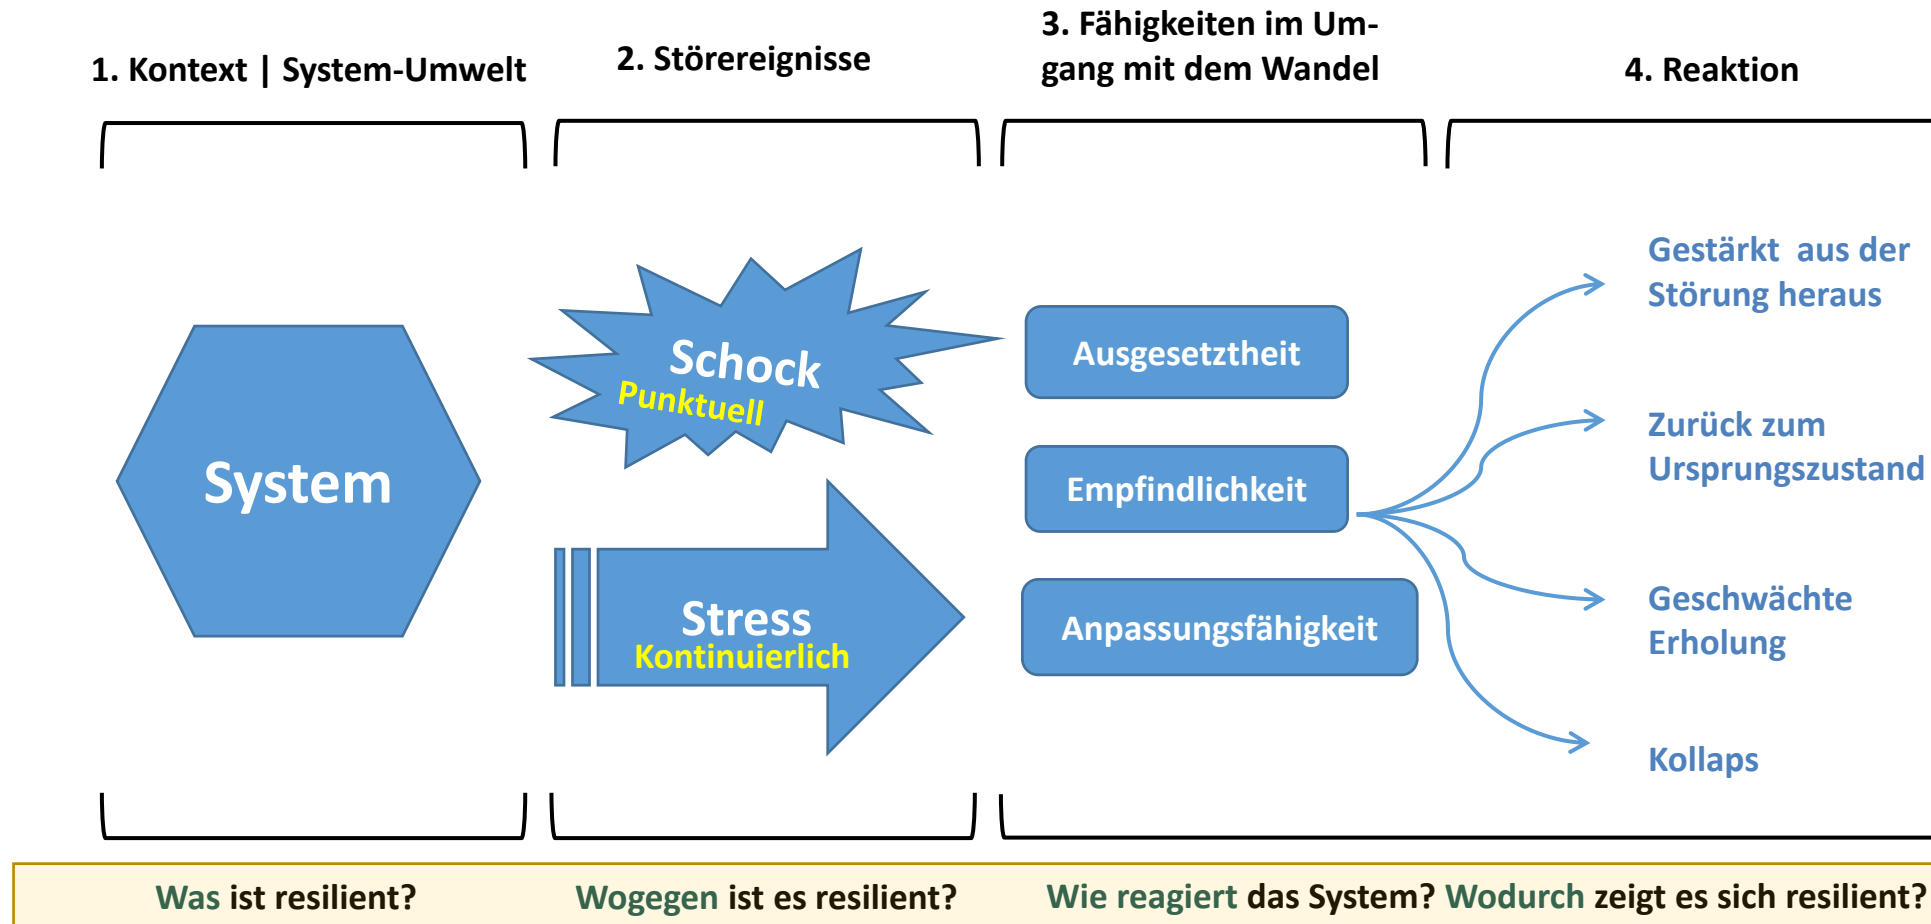 1. Kontext | System-Umwelt
2. Störereignisse
3. Fähigkeiten im Um-
gang mit dem Wandel
4. Reaktion
System
Schock
Punktuell
Stress
Kontinuierlich
Ausgesetztheit
Empfindlichkeit
Anpassungsfähigkeit
Gestärkt  aus der
Störung heraus
Zurück zum
Ursprungszustand
Geschwächte
Erholung
Kollaps
Was ist resilient?
Wogegen ist es resilient?
Wie reagiert das System? Wodurch zeigt es sich resilient?